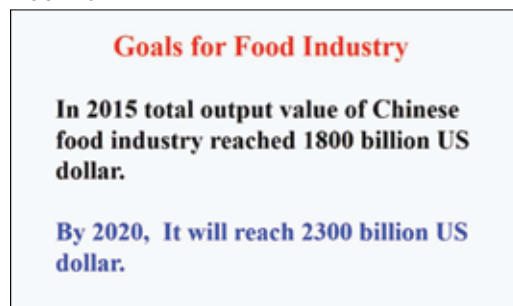 Goals for Food Industry
In 2015 total output value of Chinese
food industry reached 1800 billion US
dollar.
By 2020, It will reach 2300 billion US
dollar.